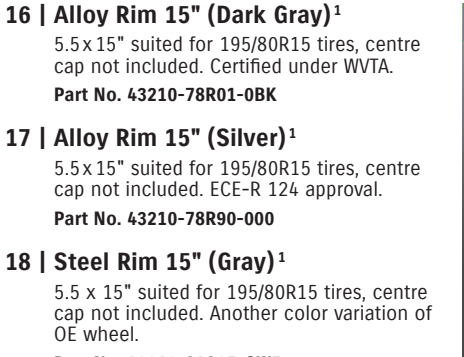 16 | Alloy Rim 15" (Dark Gray)¹
5.5 x 15" suited for 195/80R15 tires, centre
cap not included. Certified under WVTA.
Part No. 43210-78R01-0BK
17 | Alloy Rim 15" (Silver)¹
5.5 x 15" suited for 195/80R15 tires, centre
cap not included. ECE-R 124 approval.
Part No. 43210-78R90-000
18 | Steel Rim 15" (Gray)¹
5.5 x 15" suited for 195/80R15 tires, centre
cap not included. Another color variation of
OE wheel.